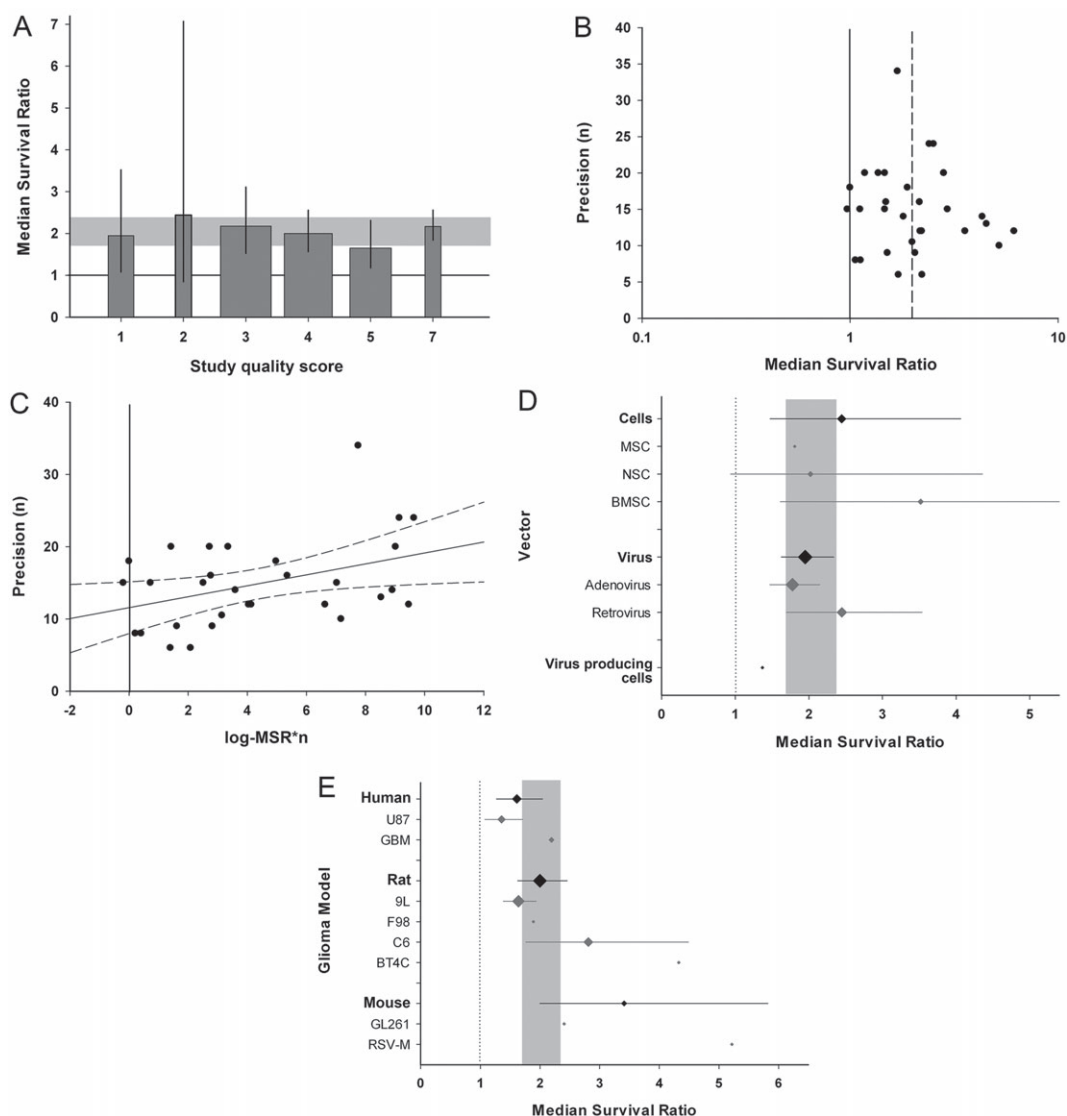 A
Median Survival Ratio
7
6
5
4
3
2
1
0
1 2 3 4 5 7
Study quality score
B
Precision (n)
40
35
30
25
20
15
10
5
0
0.1 1 10
Median Survival Ratio
C
Precision (n)
40
30
20
10
0
-2 0 2 4 6 8 10 12
log-MSR*n
D
Vector
Cells
MSC
NSC
BMSC
Virus
Adenovirus
Retrovirus
Virus producing
cells
0 1 2 3 4 5
Median Survival Ratio
E
Glioma Model
Human
U87
GBM
Rat
9L
F98
C6
BT4C
Mouse
GL261
RSV-M
0 1 2 3 4 5 6
Median Survival Ratio